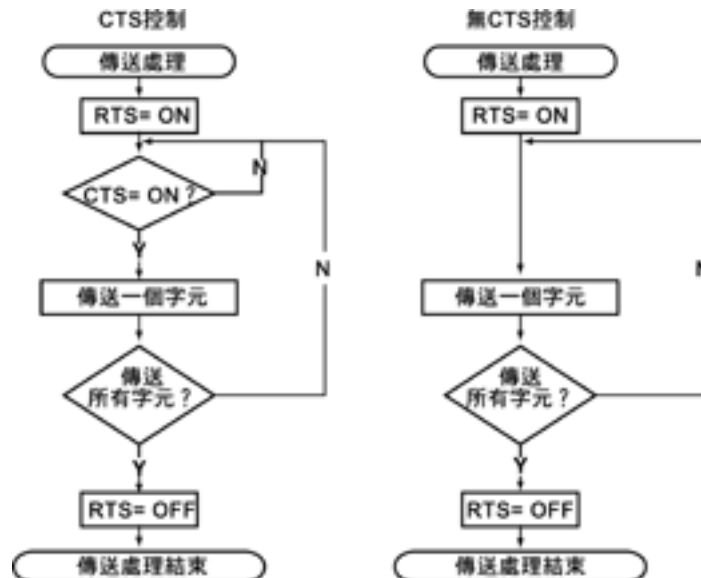 CTS控制
傳送處理
RTS= ON
N
CTS= ON ?
Y
N
傳送一個字元
傳送
所有字元 ?
Y
RTS= OFF
傳送處理結束
無CTS控制
傳送處理
RTS= ON
傳送一個字元
傳送
所有字元 ?
Y
RTS= OFF
傳送處理結束